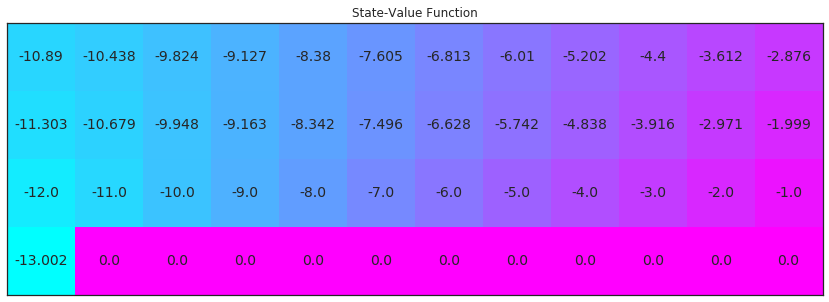 State-Value Function
-10.89 -10.438 -9.824 -9.127 -8.38 -7.605 -6.813 -6.01 -5.202 -4.4 -3.612 -2.876
-11.303 -10.679 -9.948 -9.163 -8.342 -7.496 -6.628 -5.742 -4.838 -3.916 -2.971 -1.999
-12.0 -11.0 -10.0 -9.0 -8.0 -7.0 -6.0 -5.0 -4.0 -3.0 -2.0 -1.0
-13.002 0.0 0.0 0.0 0.0 0.0 0.0 0.0 0.0 0.0 0.0 0.0